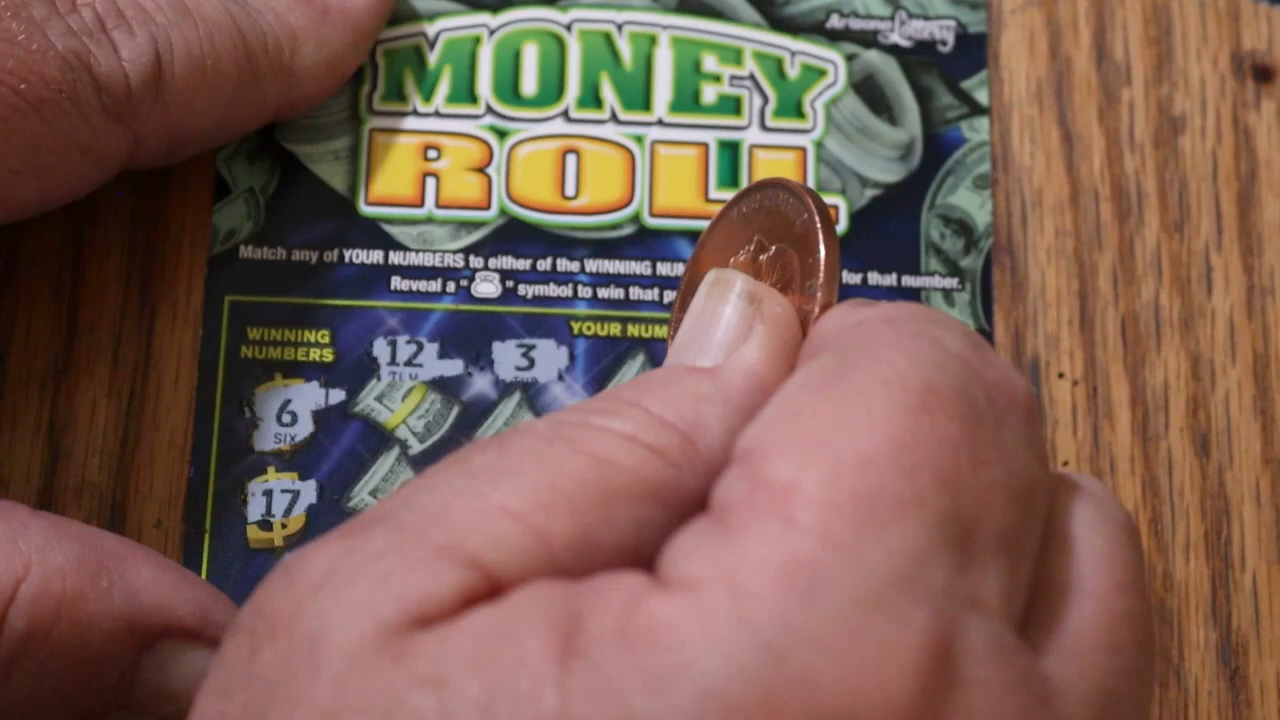 Arizona Lottery
MONEY
ROLL
Match any of YOUR NUMBERS to either of the WINNING NUM for that number.
Reveal a " " symbol to win that p
WINNING
NUMBERS
YOUR NUM
12
3
6
SIX
17